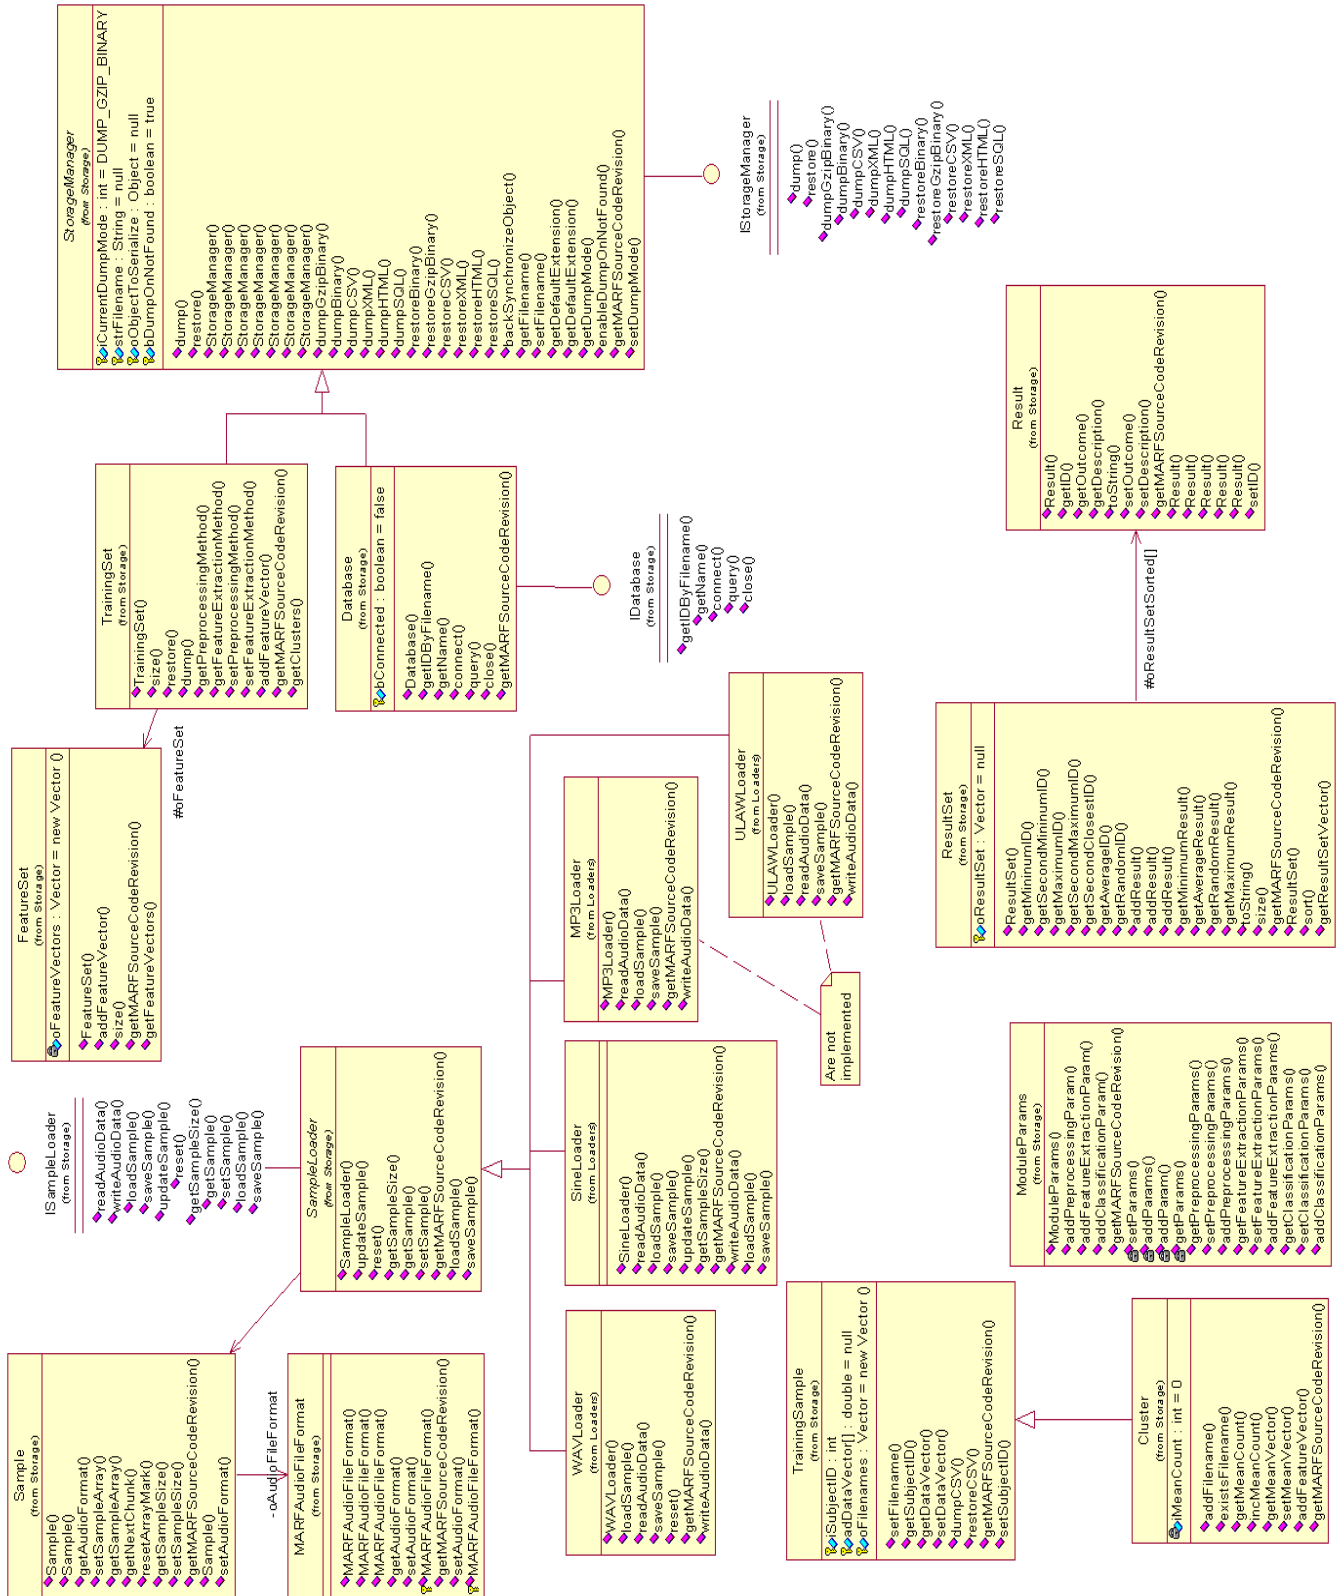 StorageManager
(from Storage)
iCurrentDumpMode : int = DUMP_GZIP_BINARY
strFilename : String = null
oObjectToSerialize : Object = null
bDumpOnNotFound : boolean = true
dump()
restore()
StorageManager()
StorageManager()
StorageManager()
StorageManager()
StorageManager()
StorageManager()
StorageManager()
dumpGzipBinary()
dumpBinary()
dumpCSV()
dumpXML()
dumpHTML()
dumpSQL()
restoreBinary()
restoreGzipBinary()
restoreCSV()
restoreXML()
restoreHTML()
restoreSQL()
backSynchronizeObject()
getFilename()
setFilename()
getDefaultExtension()
getDefaultExtension()
getDumpMode()
enableDumpOnNotFound()
getMARFSourceCodeRevision()
setDumpMode()
IStorageManager
(from Storage)
dump()
restore()
dumpGzipBinary()
dumpBinary()
dumpCSV()
dumpXML()
dumpHTML()
dumpSQL()
restoreBinary()
restoreGzipBinary()
restoreCSV()
restoreXML()
restoreHTML()
restoreSQL()
TrainingSet
(from Storage)
TrainingSet()
size()
restore()
dump()
getPreprocessingMethod()
getFeatureExtractionMethod()
setPreprocessingMethod()
setFeatureExtractionMethod()
addFeatureVector()
getMARFSourceCodeRevision()
getClusters()
Database
(from Storage)
bConnected : boolean = false
Database()
getIDByFilename()
getName()
connect()
query()
close()
getMARFSourceCodeRevision()
IDatabase
(from Storage)
getIDByFilename()
getName()
connect()
query()
close()
Result
(from Storage)
Result()
getID()
getOutcome()
getDescription()
toString()
setOutcome()
setDescription()
getMARFSourceCodeRevision()
Result()
Result()
Result()
Result()
Result()
setID()
#oResultSetSorted[]
#oFeatureSet
FeatureSet
(from Storage)
oFeatureVectors : Vector = new Vector ()
FeatureSet()
addFeatureVector()
size()
getMARFSourceCodeRevision()
getFeatureVectors()
MP3Loader
(from Loaders)
MP3Loader()
readAudioData()
loadSample()
saveSample()
getMARFSourceCodeRevision()
writeAudioData()
ULAWLoader
(from Loaders)
ULAWLoader()
loadSample()
readAudioData()
saveSample()
getMARFSourceCodeRevision()
writeAudioData()
ResultSet
(from Storage)
oResultSet : Vector = null
ResultSet()
getMinimumID()
getSecondMinimumID()
getMaximumID()
getSecondMaximumID()
getSecondClosestID()
getAverageID()
getRandomID()
addResult()
addResult()
addResult()
getMinimumResult()
getAverageResult()
getRandomResult()
getMaximumResult()
toString()
size()
getMARFSourceCodeRevision()
ResultSet()
sort()
getResultSetVector()
Are not
implemented
ISampleLoader
(from Storage)
readAudioData()
writeAudioData()
loadSample()
saveSample()
updateSample()
reset()
getSampleSize()
getSample()
setSample()
loadSample()
saveSample()
SampleLoader
(from Storage)
SampleLoader()
updateSample()
reset()
getSampleSize()
getSample()
setSample()
getMARFSourceCodeRevision()
loadSample()
saveSample()
SineLoader
(from Loaders)
SineLoader()
readAudioData()
loadSample()
saveSample()
updateSample()
getSampleSize()
getMARFSourceCodeRevision()
writeAudioData()
loadSample()
saveSample()
ModuleParams
(from Storage)
ModuleParams()
addPreprocessingParam()
addFeatureExtractionParam()
addClassificationParam()
getMARFSourceCodeRevision()
setParams()
addParams()
addParam()
getParams()
getPreprocessingParams()
setPreprocessingParams()
addPreprocessingParams()
getFeatureExtractionParams()
setFeatureExtractionParams()
addFeatureExtractionParams()
getClassificationParams()
setClassificationParams()
addClassificationParams()
Sample
(from Storage)
Sample()
Sample()
getAudioFormat()
setSampleArray()
getSampleArray()
getNextChunk()
resetArrayMark()
getSampleSize()
setSampleSize()
getMARFSourceCodeRevision()
Sample()
setAudioFormat()
-oAudioFileFormat
MARFAudioFileFormat
(from Storage)
MARFAudioFileFormat()
MARFAudioFileFormat()
MARFAudioFileFormat()
getAudioFormat()
setAudioFormat()
MARFAudioFileFormat()
getMARFSourceCodeRevision()
setAudioFormat()
MARFAudioFileFormat()
WAVLoader
(from Loaders)
WAVLoader()
loadSample()
readAudioData()
saveSample()
reset()
getMARFSourceCodeRevision()
writeAudioData()
TrainingSample
(from Storage)
iSubjectID : int
adDataVector[] : double = null
oFilenames : Vector = new Vector ()
setFilename()
getSubjectID()
getDataVector()
setDataVector()
dumpCSV()
restoreCSV()
getMARFSourceCodeRevision()
setSubjectID()
Cluster
(from Storage)
iMeanCount : int = 0
addFilename()
existsFilename()
getMeanCount()
incMeanCount()
getMeanVector()
setMeanVector()
addFeatureVector()
getMARFSourceCodeRevision()